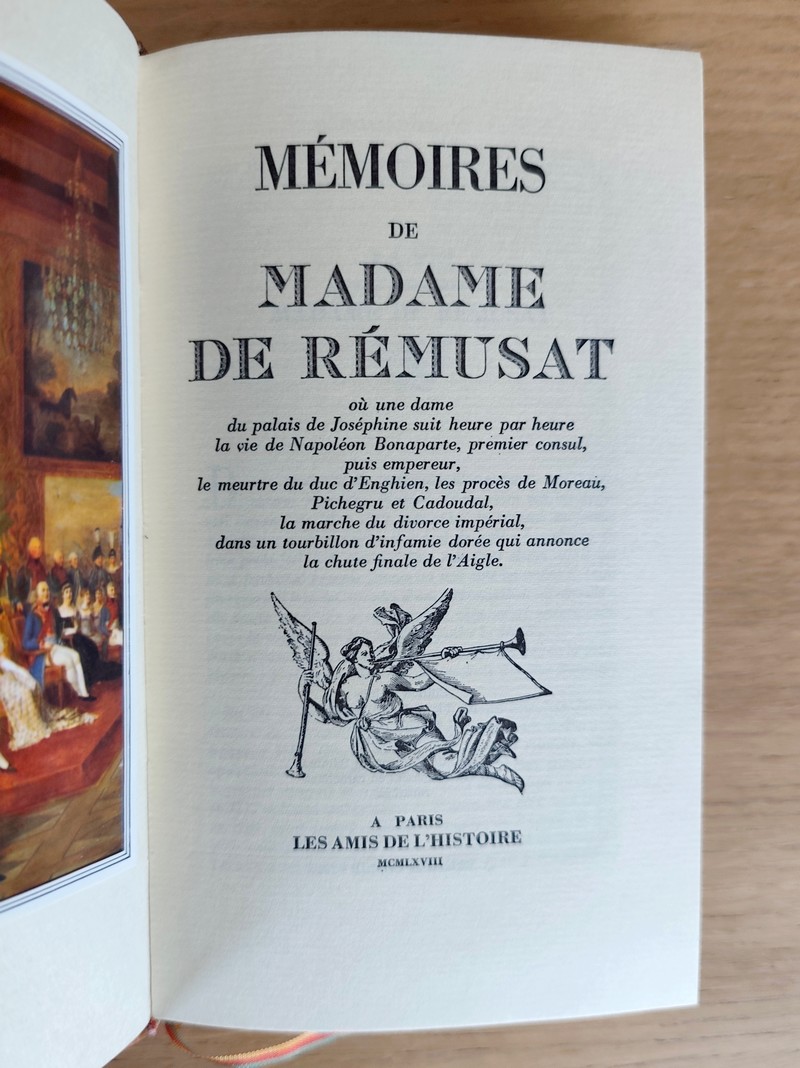 MÉMOIRES
DE
MADAME
DE RÉMUSAT
où une dame
du palais de Joséphine suit heure par heure
la vie de Napoléon Bonaparte, premier consul,
puis empereur,
le meurtre du duc d'Enghien, les procès de Moreau,
Pichegru et Cadoudal,
la marche du divorce impérial,
dans un tourbillon d'infamie dorée qui annonce
la chute finale de l'Aigle.
A PARIS
LES AMIS DE L'HISTOIRE
MCMLXVIII